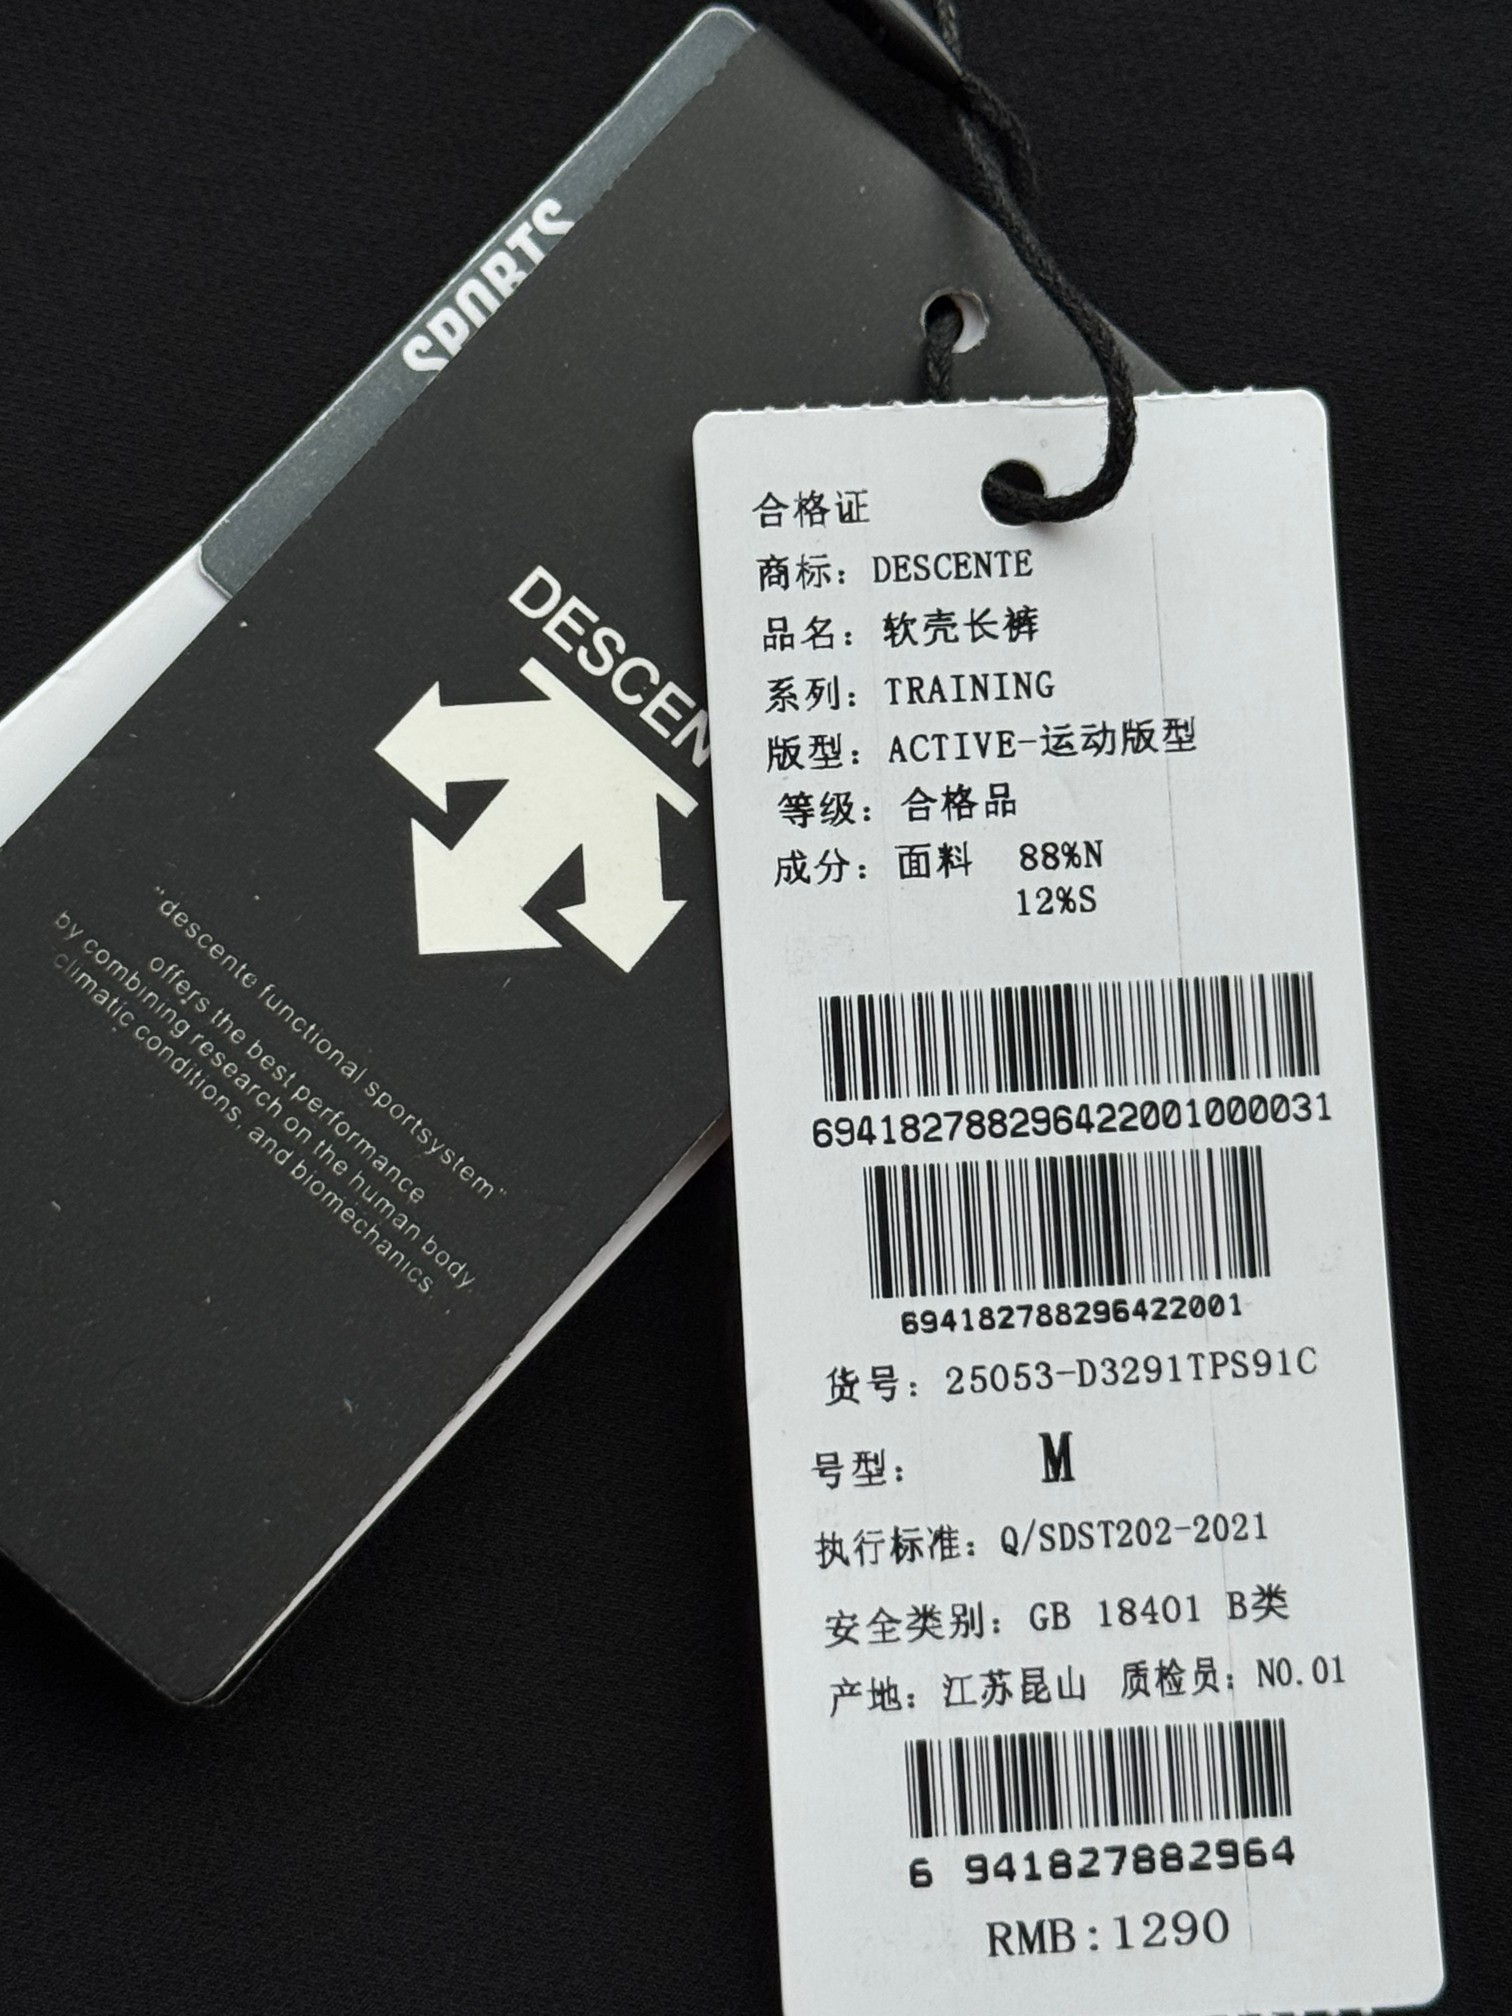 SPORTS
DESCEN
"descente functional sportsystem"
offers the best performance
by combining research on the human body,
climatic conditions, and biomechanics.
合格证
商标：DESCENTE
品名：软壳长裤
系列：TRAINING
版型：ACTIVE-运动版型
等级：合格品
成分：面料 88%N
12%S
694182788296422001000031
694182788296422001
货号：25053-D3291TPS91C
号型： M
执行标准：Q/SDST202-2021
安全类别：GB 18401 B类
产地：江苏昆山 质检员：NO.01
6 941827882964
RMB:1290